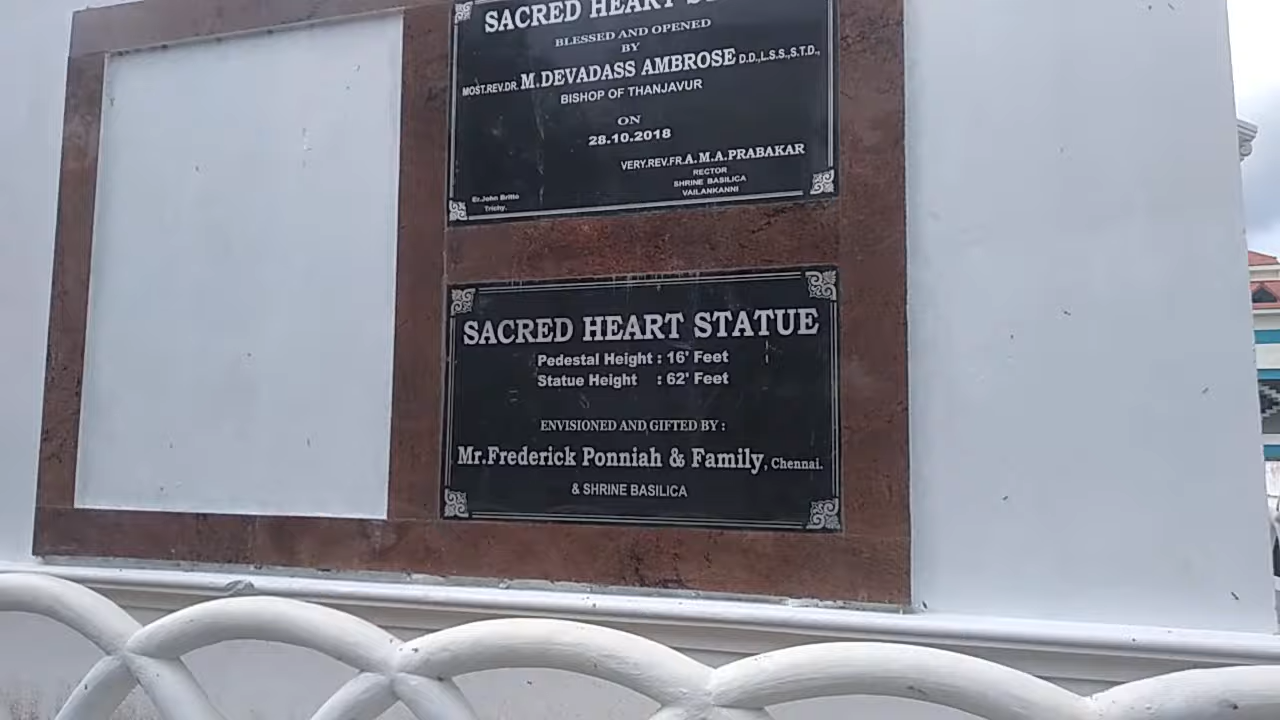 SACRED HEART
BLESSED AND OPENED
BY
MOST.REV.DR. M.DEVADASS AMBROSE D.D.,L.S.S.,S.T.D.,
BISHOP OF THANJAVUR
ON
28.10.2018
VERY.REV.FR.A. M.A.PRABAKAR
RECTOR
SHRINE BASILICA
VAILANKANNI
Er.John Britto
Trichy.
SACRED HEART STATUE
Pedestal Height : 16' Feet
Statue Height : 62' Feet
ENVISIONED AND GIFTED BY :
Mr.Frederick Ponniah & Family, Chennai.
& SHRINE BASILICA